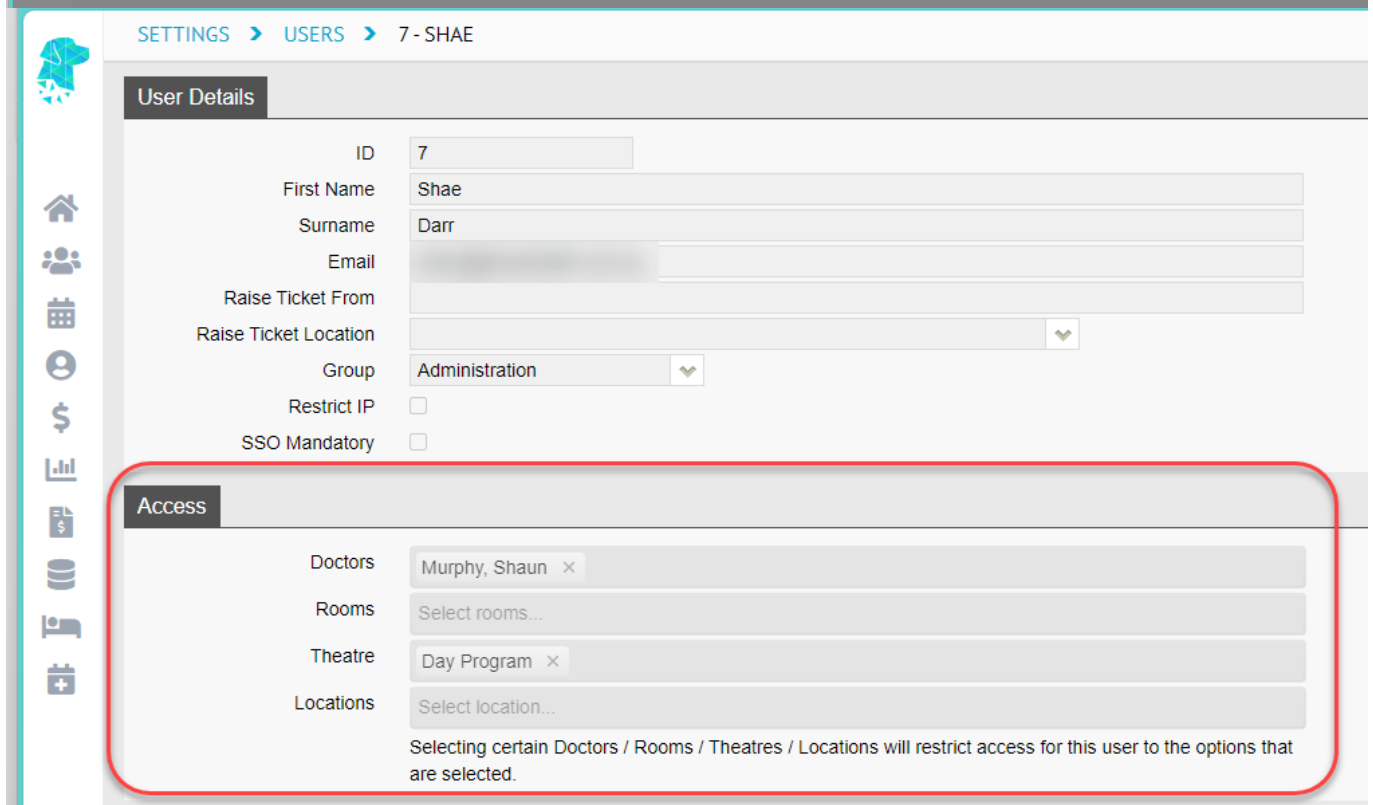 SETTINGS > USERS > 7 - SHAE
User Details
ID 7
First Name Shae
Surname Darr
Email
Raise Ticket From
Raise Ticket Location
Group Administration
Restrict IP
SSO Mandatory
Access
Doctors Murphy, Shaun ×
Rooms Select rooms...
Theatre Day Program ×
Locations Select location...
Selecting certain Doctors / Rooms / Theatres / Locations will restrict access for this user to the options that
are selected.